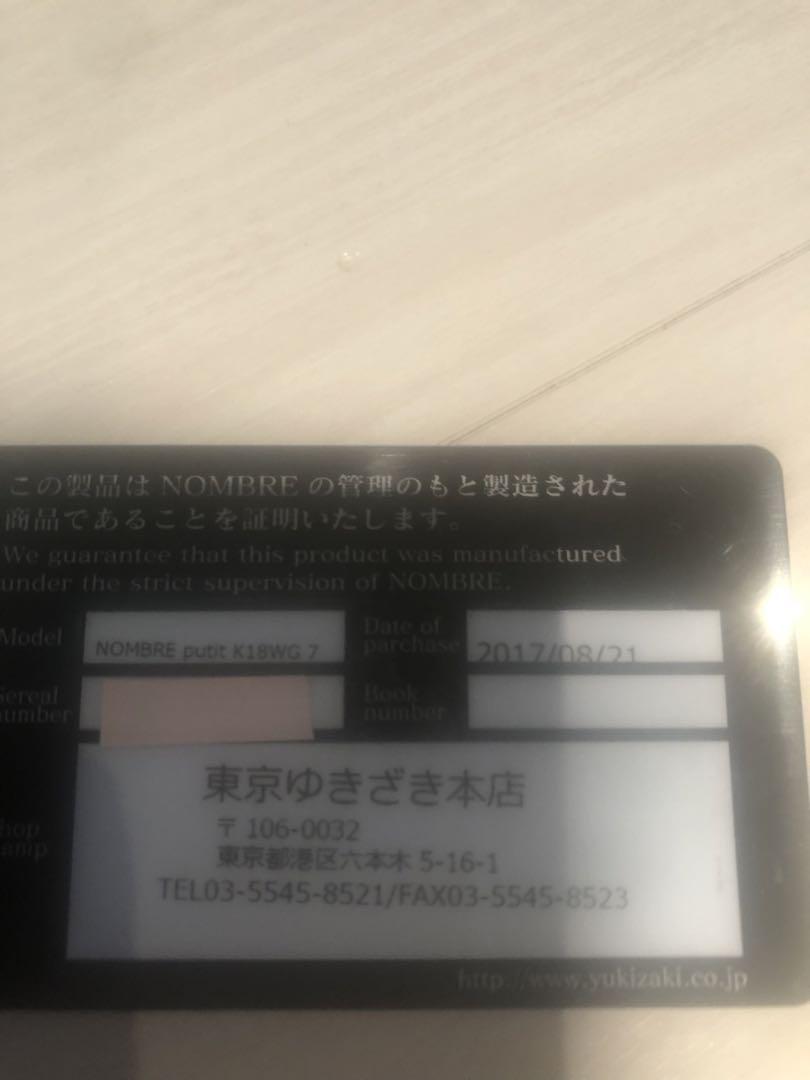 この製品は NOMBRE の管理のもと製造された
商品であることを証明いたします。
We guarantee that this product was manufactured
under the strict supervision of NOMBRE.
Model NOMBRE putit K18WG 7
Date of purchase 2017/08/21
Sereal number
Book number
hop
amp
東京ゆきざき本店
〒 106-0032
東京都港区六本木 5-16-1
TEL03-5545-8521/FAX03-5545-8523
http://www.yukizaki.co.jp